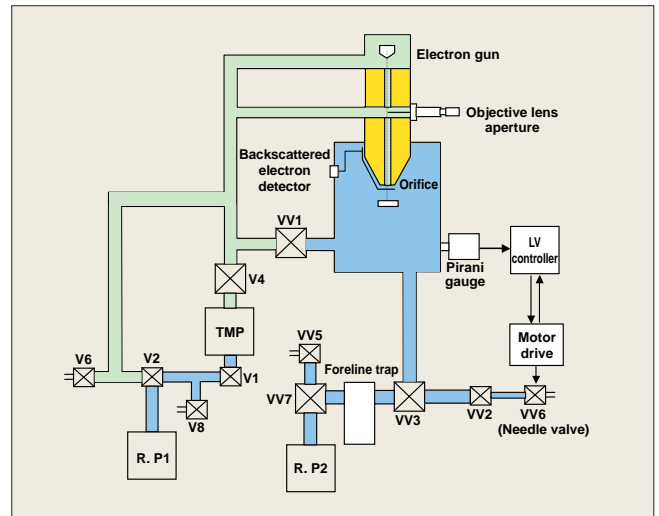 Electron gun
Objective lens
aperture
Backscattered
electron
detector
Orifice
VV1
V4
Pirani
gauge
LV
controller
TMP
Motor
drive
V6
V2
V1
V8
VV5
Foreline trap
VV7
VV3
VV2
VV6
(Needle valve)
R. P1
R. P2